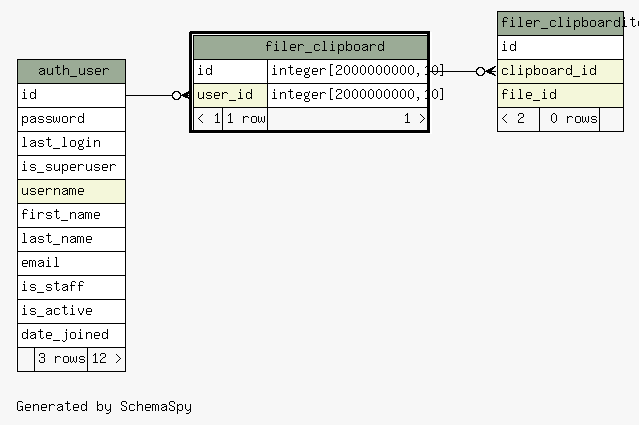 auth_user
id
password
last_login
is_superuser
username
first_name
last_name
email
is_staff
is_active
date_joined
3 rows 12 >
filer_clipboard
id integer[2000000000,10]
user_id integer[2000000000,10]
< 1 1 row 1 >
filer_clipboardit
id
clipboard_id
file_id
< 2 0 rows
Generated by SchemaSpy